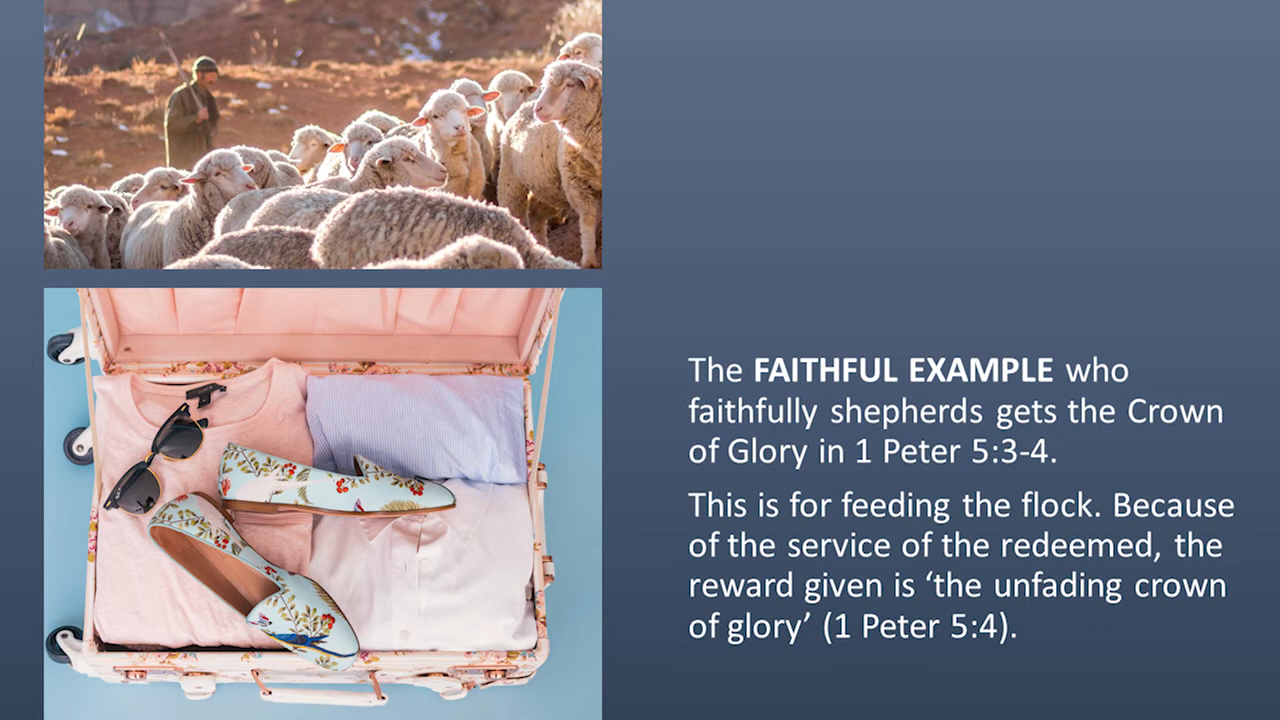 The FAITHFUL EXAMPLE who
faithfully shepherds gets the Crown
of Glory in 1 Peter 5:3-4.
This is for feeding the flock. Because
of the service of the redeemed, the
reward given is ‘the unfading crown
of glory’ (1 Peter 5:4).